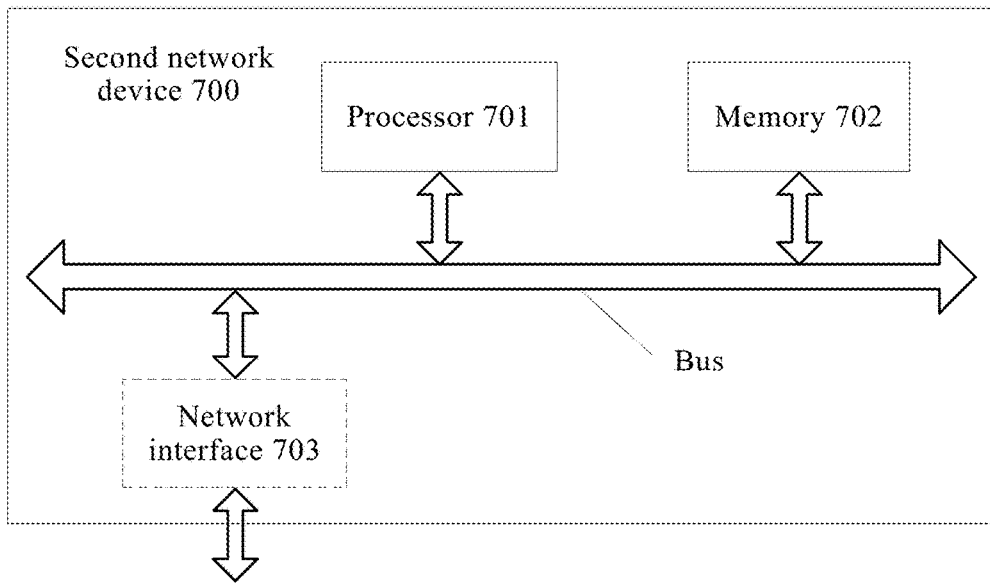 Second network
device 700
Processor 701
Memory 702
Bus
Network
interface 703